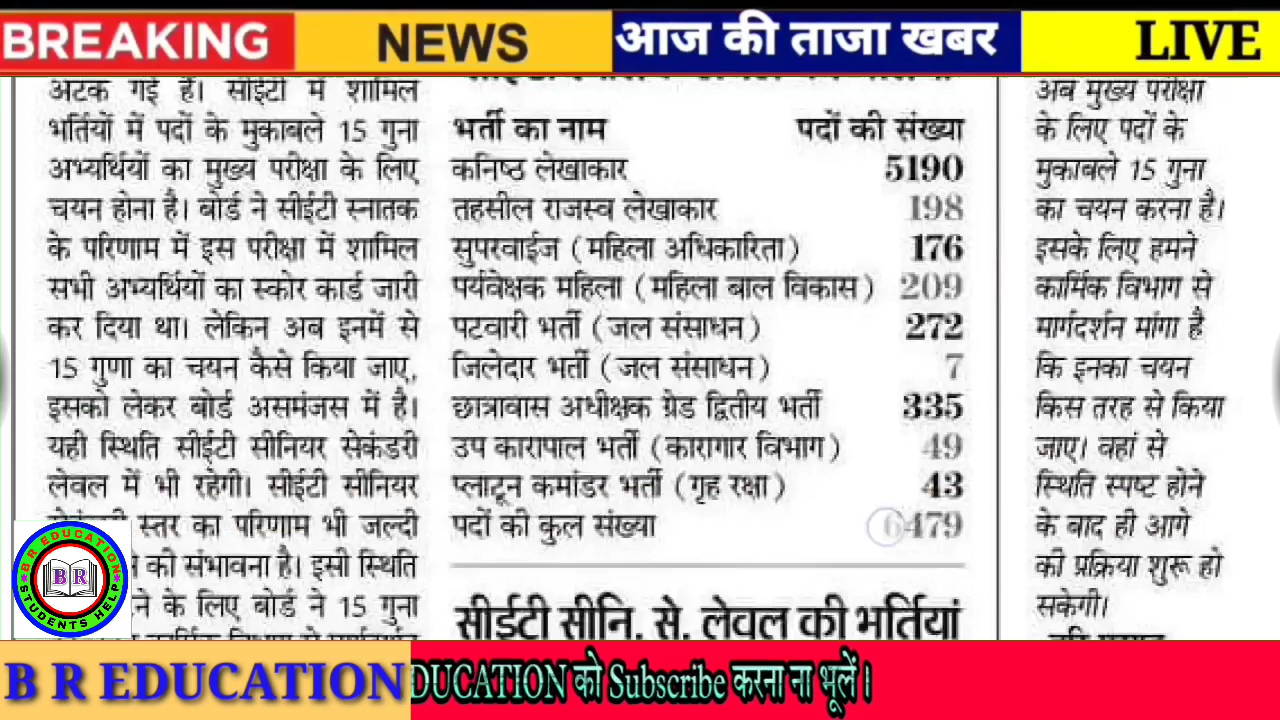 BREAKING NEWS आज की ताजा खबर LIVE
अटक गई है। सीईटी में शामिल
भर्तियों में पदों के मुकाबले 15 गुना
अभ्यर्थियों का मुख्य परीक्षा के लिए
चयन होना है। बोर्ड ने सीईटी स्नातक
के परिणाम में इस परीक्षा में शामिल
सभी अभ्यर्थियों का स्कोर कार्ड जारी
कर दिया था। लेकिन अब इनमें से
15 गुणा का चयन कैसे किया जाए,
इसको लेकर बोर्ड असमंजस में है।
यही स्थिति सीईटी सीनियर सेकंडरी
लेवल में भी रहेगी। सीईटी सीनियर
स्तर का परिणाम भी जल्दी
की संभावना है। इसी स्थिति
ने के लिए बोर्ड ने 15 गुना
भर्ती का नाम पदों की संख्या
कनिष्ठ लेखाकार 5190
तहसील राजस्व लेखाकार 198
सुपरवाईज (महिला अधिकारिता) 176
पर्यवेक्षक महिला (महिला बाल विकास) 209
पटवारी भर्ती (जल संसाधन) 272
जिलेदार भर्ती (जल संसाधन) 7
छात्रावास अधीक्षक ग्रेड द्वितीय भर्ती 335
उप कारापाल भर्ती (कारागार विभाग) 49
प्लाटून कमांडर भर्ती (गृह रक्षा) 43
पदों की कुल संख्या 6479
सीईटी सीनि. से. लेवल की भर्तियां
अब मुख्य परीक्षा
के लिए पदों के
मुकाबले 15 गुना
का चयन करना है।
इसके लिए हमने
कार्मिक विभाग से
मार्गदर्शन मांगा है
कि इनका चयन
किस तरह से किया
जाए। वहां से
स्थिति स्पष्ट होने
के बाद ही आगे
की प्रक्रिया शुरू हो
सकेगी।
B R EDUCATION
STUDENTS HELP
B R
B R EDUCATION DUCATION को Subscribe करना ना भूलें।